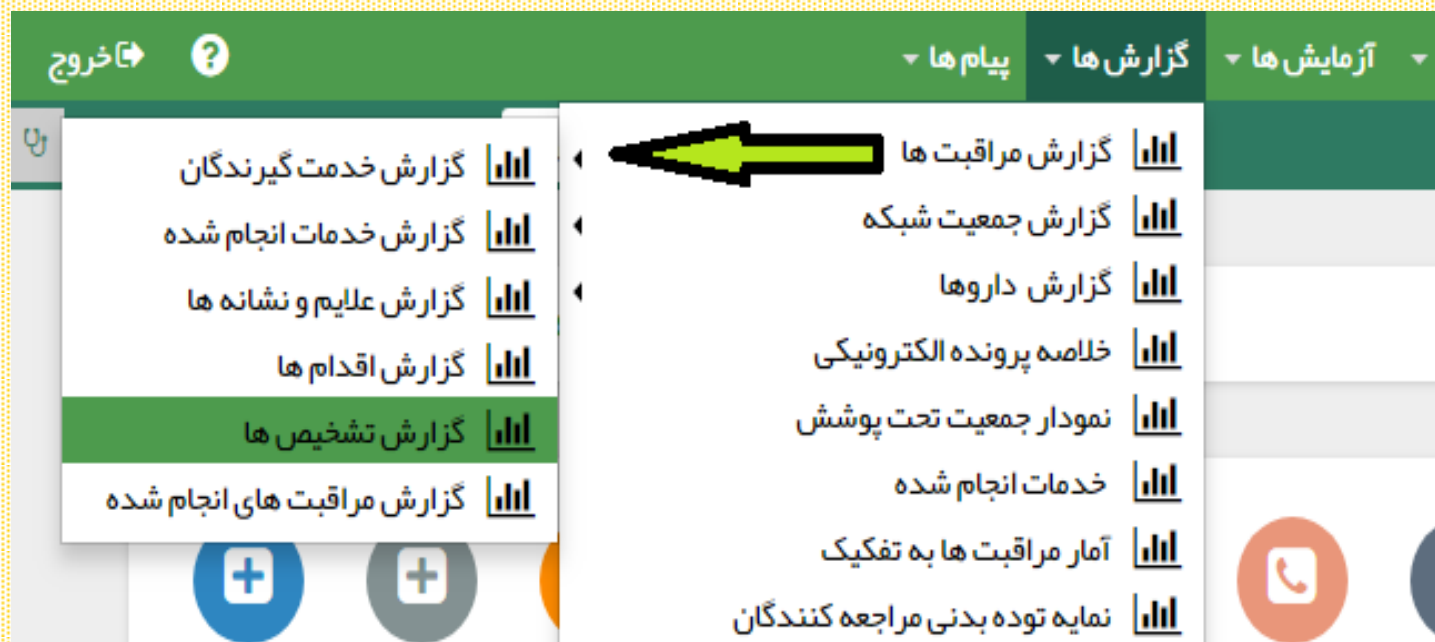 آزمایش ها گزارش ها پیام ها خروج
گزارش مراقبت ها
گزارش جمعیت شبکه
گزارش داروها
خلاصه پرونده الکترونیکی
نمودار جمعیت تحت پوشش
خدمات انجام شده
آمار مراقبت ها به تفکیک
نمایه توده بدنی مراجعه کنندگان
گزارش خدمت گیرندگان
گزارش خدمات انجام شده
گزارش علایم و نشانه ها
گزارش اقدام ها
گزارش تشخیص ها
گزارش مراقبت های انجام شده